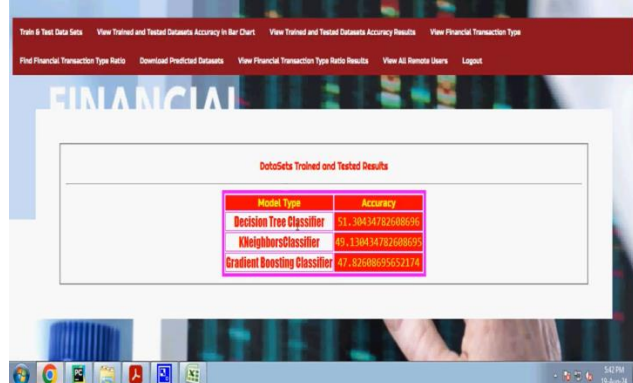 Train & Test Data Sets View Trained and Tested Datasets Accuracy in Bar Chart View Trained and Tested Datasets Accuracy Results View Financial Transaction Type
Find Financial Transaction Type Ratio Download Predicted Datasets View Financial Transaction Type Ratio Results View All Remote Users Logout
FINANCIAL
DataSets Trained and Tested Results
Model Type Accuracy
Decision Tree Classifier 51.30434782608696
KNeighborsClassifier 49.130434782608695
Gradient Boosting Classifier 47.82608695652174
5:42 PM